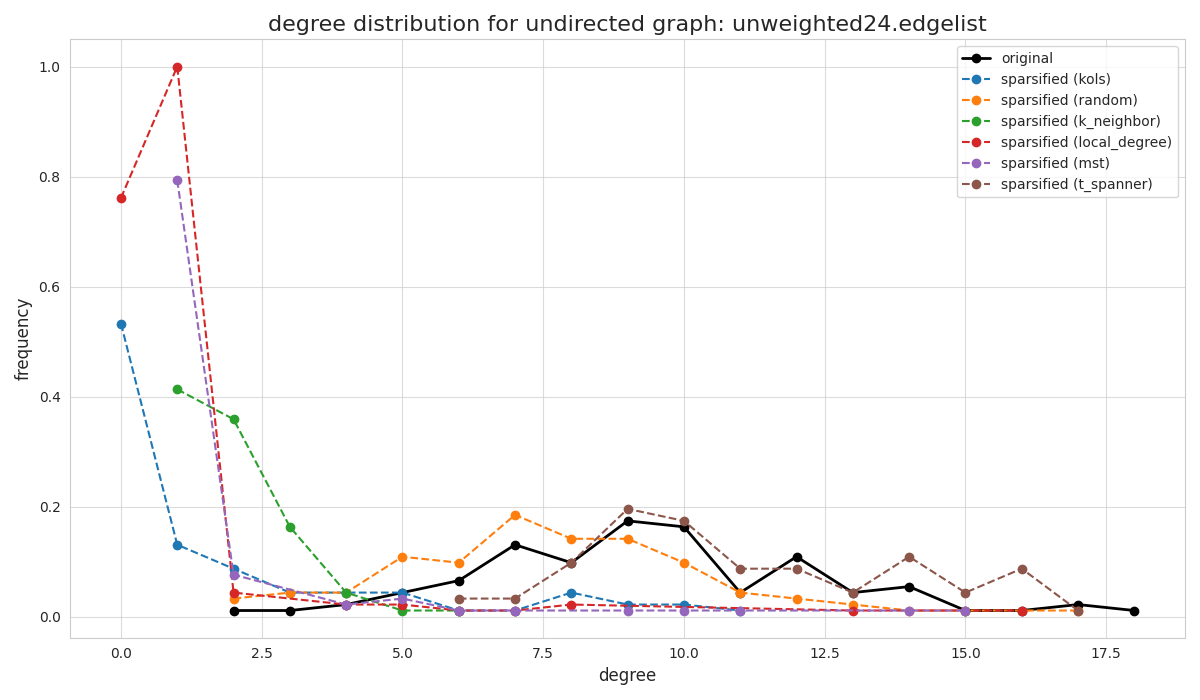 degree distribution for undirected graph: unweighted24.edgelist
original
sparsified (kols)
sparsified (random)
sparsified (k_neighbor)
sparsified (local_degree)
sparsified (mst)
sparsified (t_spanner)
frequency
1.0
0.8
0.6
0.4
0.2
0.0
0.0 2.5 5.0 7.5 10.0 12.5 15.0 17.5
degree